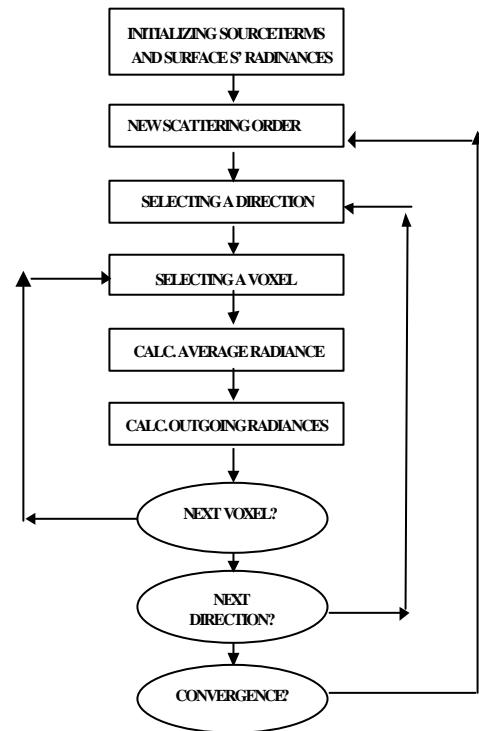 INITIALIZING SOURCETERMS
AND SURFACE S' RADINANCES
NEW SCATTERING ORDER
SELECTING A DIRECTION
SELECTING A VOXEL
CALC. AVERAGE RADIANCE
CALC. OUTGOING RADIANCES
NEXT VOXEL?
NEXT
DIRECTION?
CONVERGENCE?